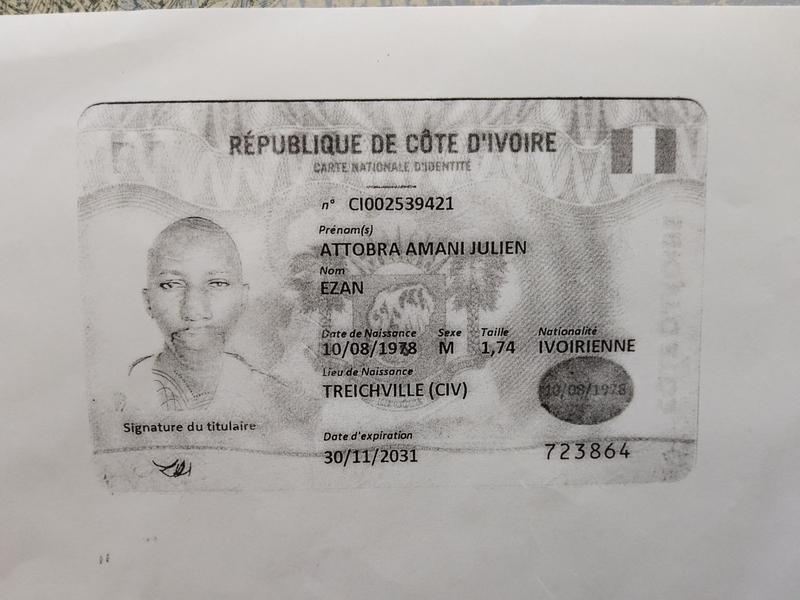 RÉPUBLIQUE DE CÔTE D'IVOIRE
CARTE NATIONALE D'IDENTITÉ
n° CI002539421
Prénom(s)
ATTOBRA AMANI JULIEN
Nom
EZAN
Date de Naissance Sexe Taille Nationalité
10/08/1978 M 1,74 IVOIRIENNE
Lieu de Naissance
TREICHVILLE (CIV)
10/08/1978
Signature du titulaire
Date d'expiration
30/11/2031
723864